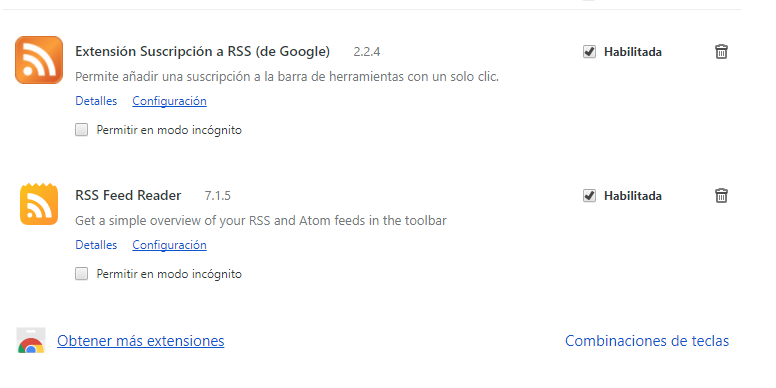 Extensión Suscripción a RSS (de Google) 2.2.4 Habilitada
Permite añadir una suscripción a la barra de herramientas con un solo clic.
Detalles Configuración
Permitir en modo incógnito
RSS Feed Reader 7.1.5 Habilitada
Get a simple overview of your RSS and Atom feeds in the toolbar
Detalles Configuración
Permitir en modo incógnito
Obtener más extensiones Combinaciones de teclas